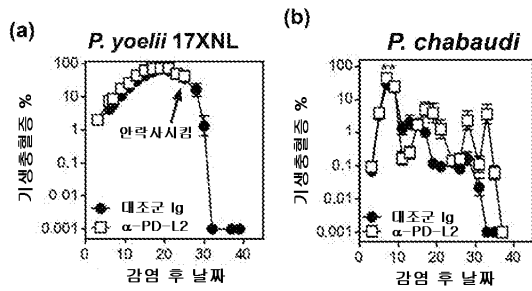 (a)
P. yoelii 17XNL
기생충혈증 %
100
10
1
0.1
0 01
0.001
안락사시킴
대조군 Ig
α-PD-L2
0 10 20 30 40
감염 후 날짜
(b)
P. chabaudi
기생충혈증 %
100
10
1
0.1
0 01
0.001
**
대조군 Ig
α-PD-L2
0 10 20 30 40
감염 후 날짜